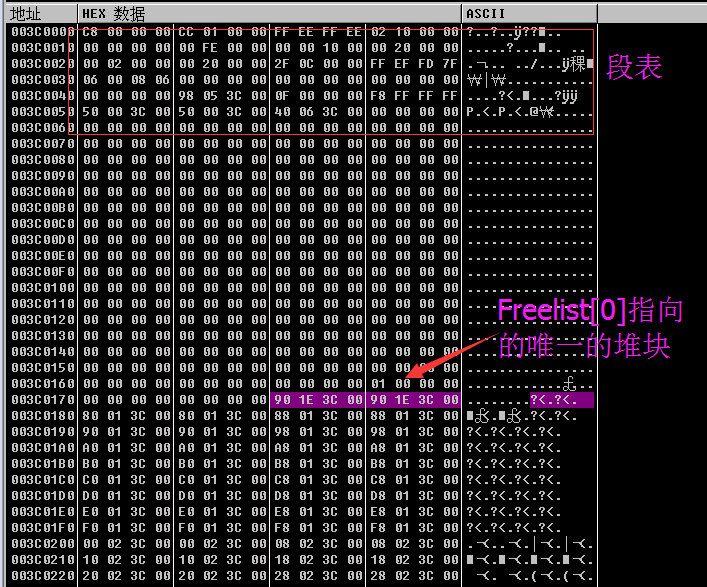 地址 HEX 数据 ASCII
003C0000 C8 00 00 00 CC 01 00 00 FF EE FF EE 02 10 00 00
003C0010 00 00 00 00 00 FE 00 00 00 00 10 00 00 20 00 00
003C0020 00 02 00 00 00 20 00 00 2F 0C 00 00 FF EF FD 7F
段表
003C0030 06 00 08 06 00 00 00 00 00 00 00 00 00 00 00 00
003C0040 00 00 00 00 98 05 3C 00 0F 00 00 00 F8 FF FF FF
003C0050 50 00 3C 00 50 00 3C 00 40 06 3C 00 00 00 00 00
003C0060 00 00 00 00 00 00 00 00 00 00 00 00 00 00 00 00 ................
003C0070 00 00 00 00 00 00 00 00 00 00 00 00 00 00 00 00 ................
003C0080 00 00 00 00 00 00 00 00 00 00 00 00 00 00 00 00 ................
003C0090 00 00 00 00 00 00 00 00 00 00 00 00 00 00 00 00 ................
003C00A0 00 00 00 00 00 00 00 00 00 00 00 00 00 00 00 00 ................
003C00B0 00 00 00 00 00 00 00 00 00 00 00 00 00 00 00 00 ................
003C00C0 00 00 00 00 00 00 00 00 00 00 00 00 00 00 00 00 ................
003C00D0 00 00 00 00 00 00 00 00 00 00 00 00 00 00 00 00 ................
003C00E0 00 00 00 00 00 00 00 00 00 00 00 00 00 00 00 00 ................
003C00F0 00 00 00 00 00 00 00 00 00 00 00 00 00 00 00 00 ................
003C0100 00 00 00 00 00 00 00 00 00 00 00 00 00 00 00 00 ................
003C0110 00 00 00 00 00 00 00 00 00 00 00 00 00 00 00 00 ................
Freelist[0]指向
003C0120 00 00 00 00 00 00 00 00 00 00 00 00 00 00 00 00 ................
003C0130 00 00 00 00 00 00 00 00 00 00 00 00 00 00 00 00 ................
的唯一的堆块
003C0140 00 00 00 00 00 00 00 00 00 00 00 00 00 00 00 00
003C0150 00 00 00 00 00 00 00 00 00 00 00 00 00 00 00 00 ................
003C0160 00 00 00 00 00 00 00 00 00 00 00 00 01 00
003C0170 00 00 00 00 00 00 00 00 90 1E 3C 00 90 1E 3C 00 ........?<.?<.
003C0180 80 01 3C 00 80 01 3C 00 88 01 3C 00 88 01 3C 00
003C0190 90 01 3C 00 90 01 3C 00 98 01 3C 00 98 01 3C 00 ?<.?<.?<.?<.
003C01A0 A0 01 3C 00 A0 01 3C 00 A8 01 3C 00 A8 01 3C 00 ?<.?<.?<.?<.
003C01B0 B0 01 3C 00 B0 01 3C 00 B8 01 3C 00 B8 01 3C 00 ?<.?<.?<.?<.
003C01C0 C0 01 3C 00 C0 01 3C 00 C8 01 3C 00 C8 01 3C 00 ?<.?<.?<.?<.
003C01D0 D0 01 3C 00 D0 01 3C 00 D8 01 3C 00 D8 01 3C 00 ?<.?<.?<.?<.
003C01E0 E0 01 3C 00 E0 01 3C 00 E8 01 3C 00 E8 01 3C 00 ?<.?<.?<.?<.
003C01F0 F0 01 3C 00 F0 01 3C 00 F8 01 3C 00 F8 01 3C 00 ?<.?<.?<.?<.
003C0200 00 02 3C 00 00 02 3C 00 08 02 3C 00 08 02 3C 00
003C0210 10 02 3C 00 10 02 3C 00 18 02 3C 00 18 02 3C 00
003C0220 20 02 3C 00 20 02 3C 00 28 02 3C 00 28 02 3C 00